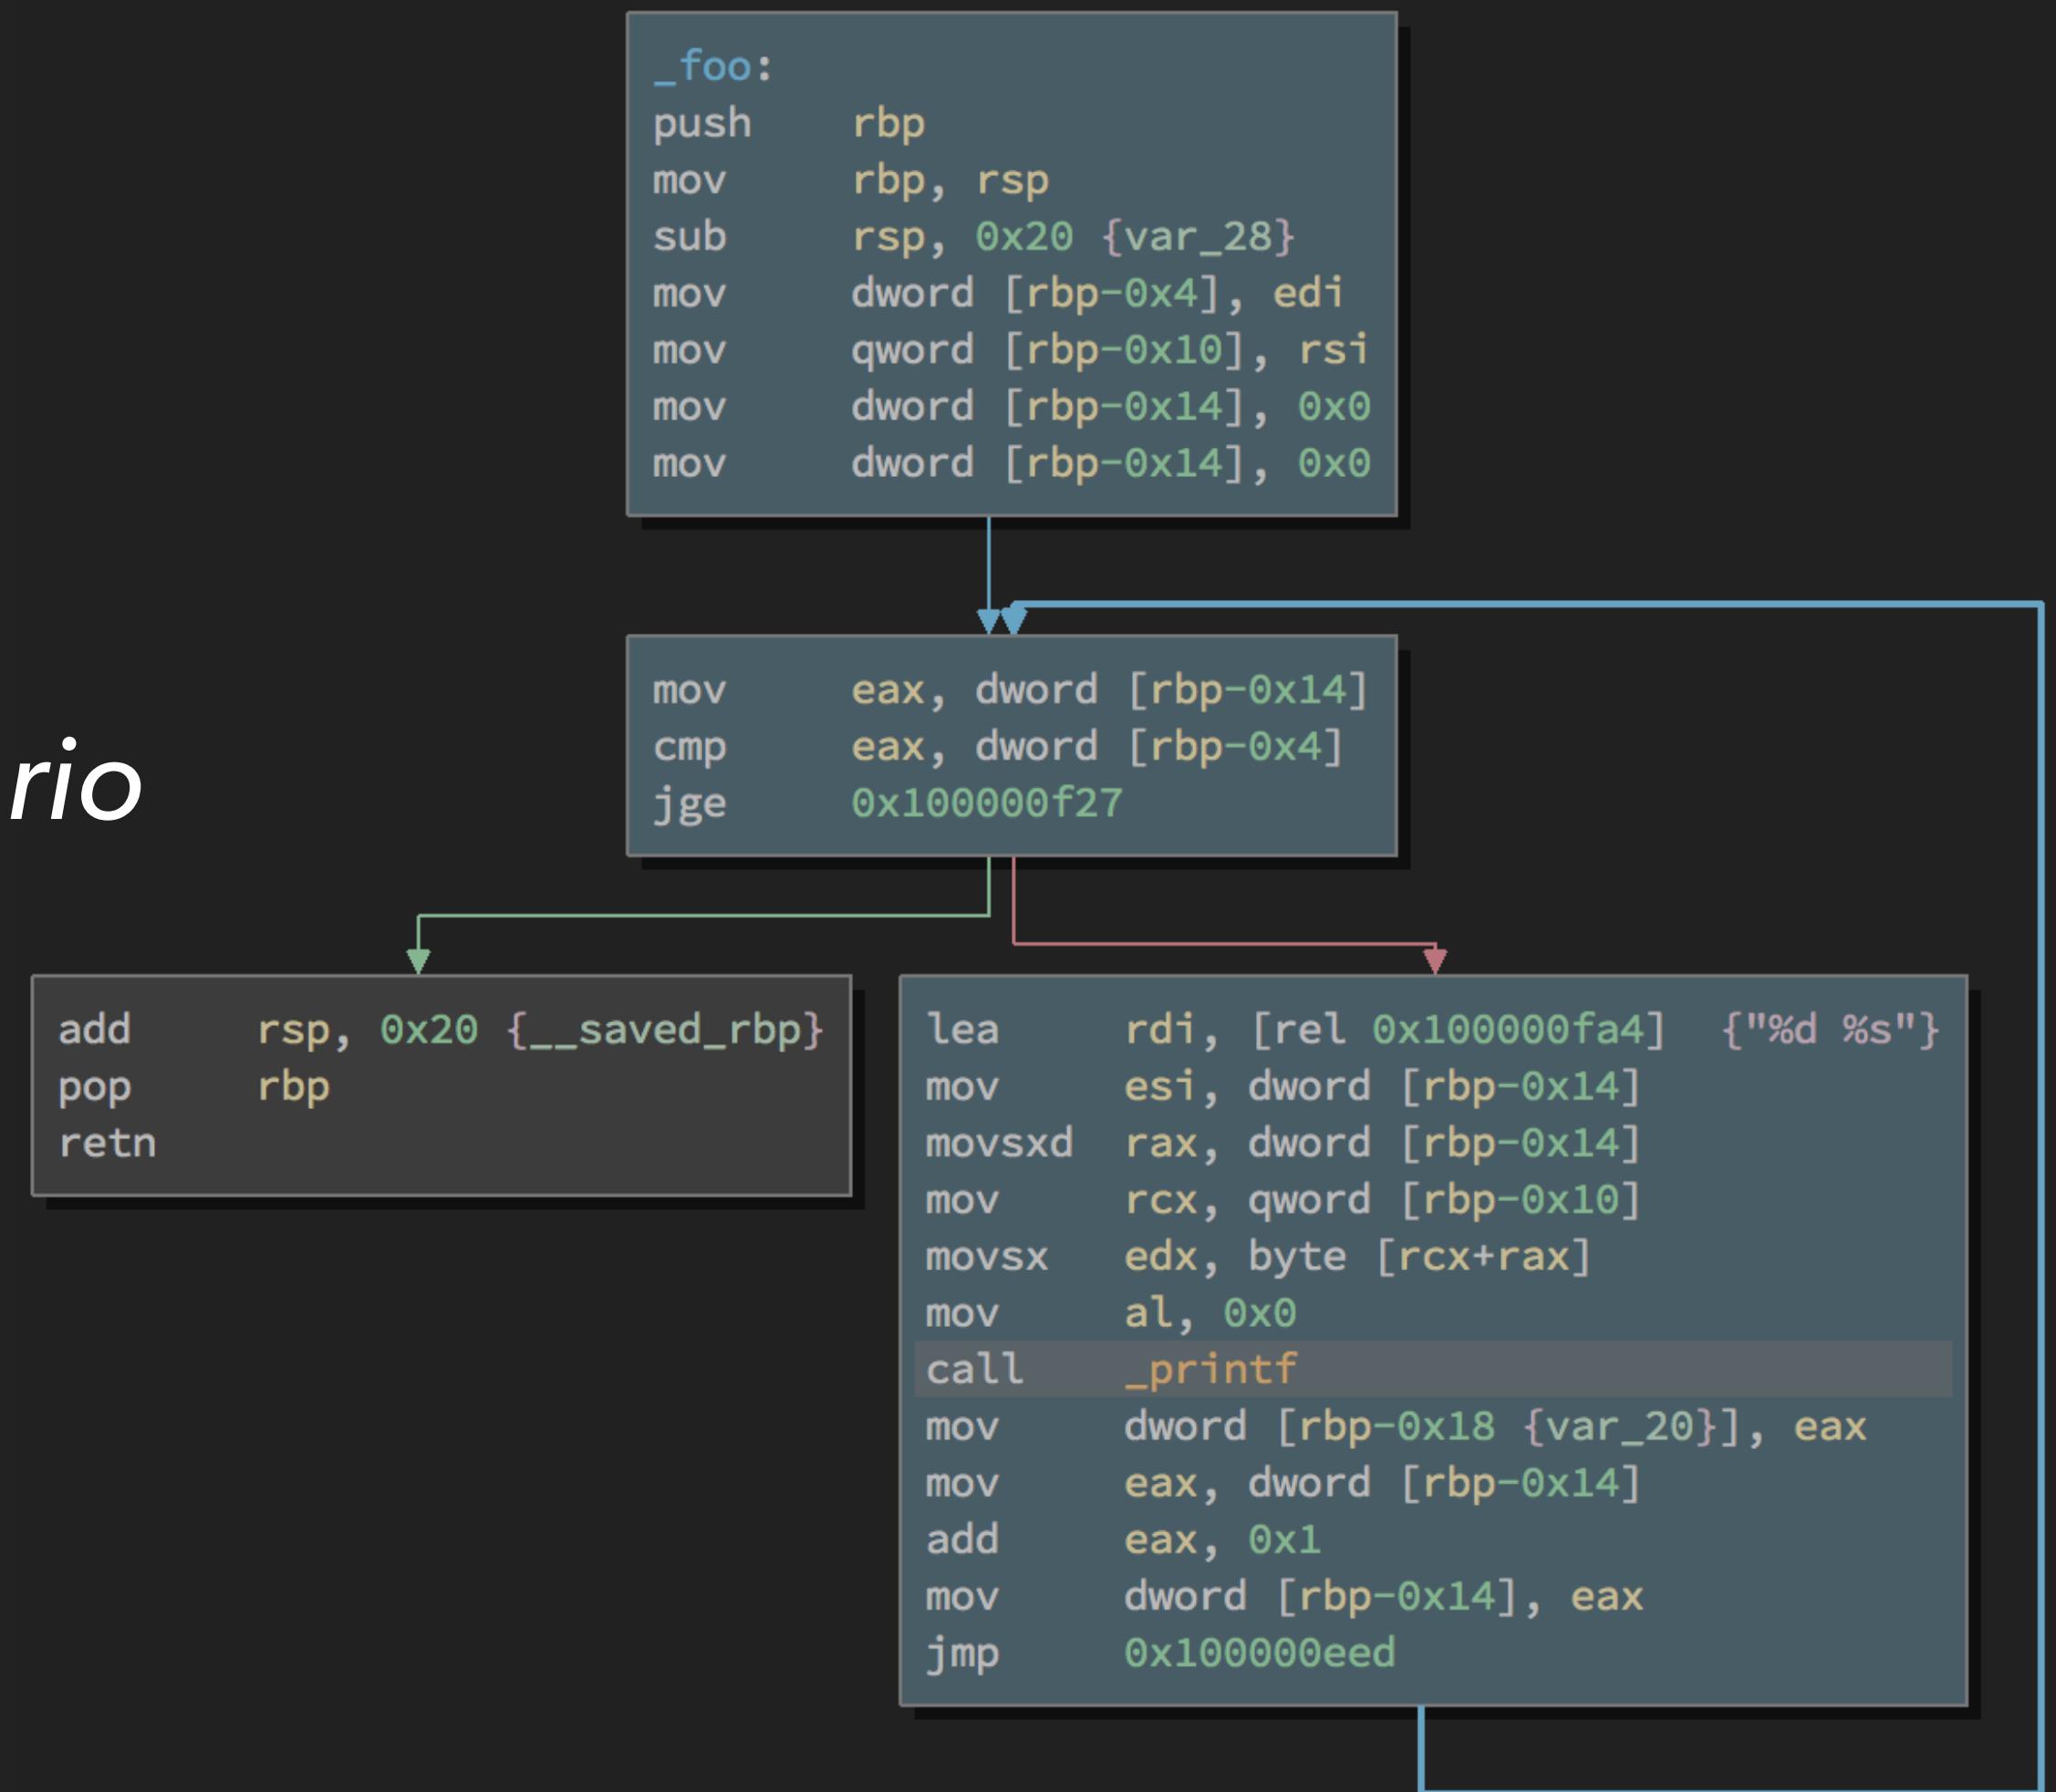 _foo:
push rbp
mov rbp, rsp
sub rsp, 0x20 {var_28}
mov dword [rbp-0x4], edi
mov qword [rbp-0x10], rsi
mov dword [rbp-0x14], 0x0
mov dword [rbp-0x14], 0x0
mov eax, dword [rbp-0x14]
cmp eax, dword [rbp-0x4]
jge 0x100000f27
rio
add rsp, 0x20 {__saved_rbp}
pop rbp
retn
lea rdi, [rel 0x100000fa4] {"%d %s"}
mov esi, dword [rbp-0x14]
movsxd rax, dword [rbp-0x14]
mov rcx, qword [rbp-0x10]
movsx edx, byte [rcx+rax]
mov al, 0x0
call _printf
mov dword [rbp-0x18 {var_20}], eax
mov eax, dword [rbp-0x14]
add eax, 0x1
mov dword [rbp-0x14], eax
jmp 0x100000eed